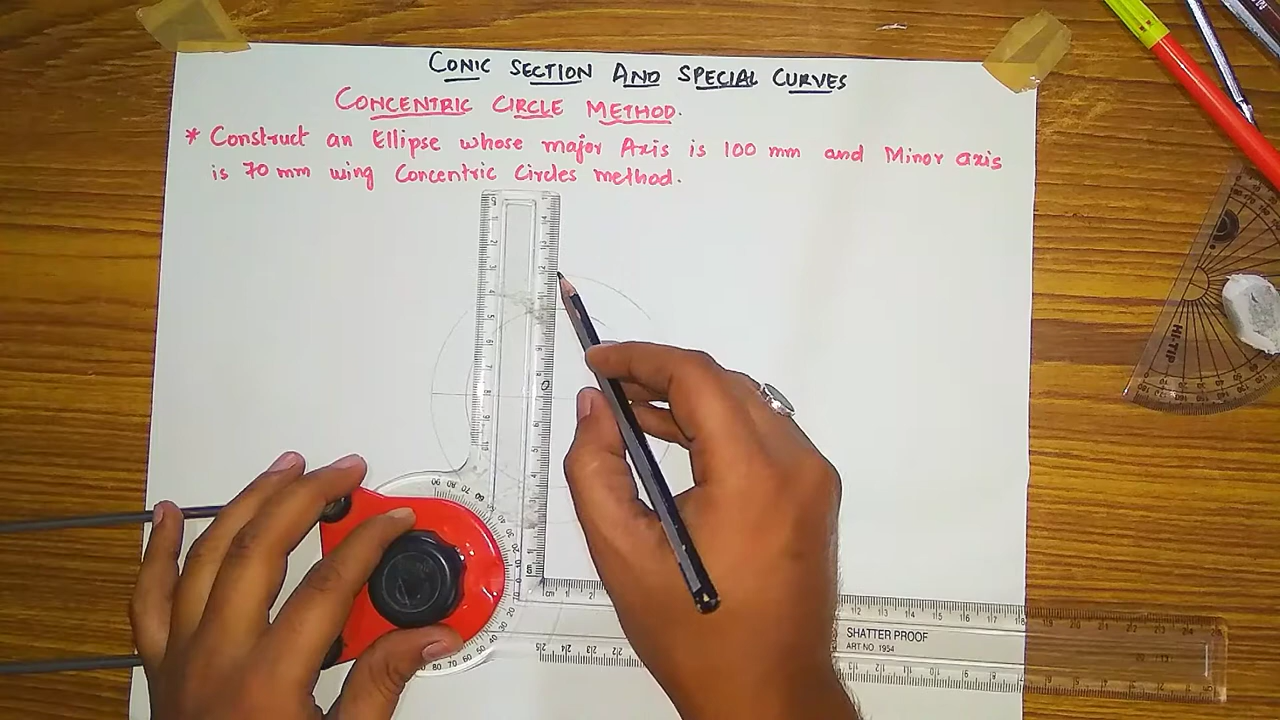 CONIC SECTION AND SPECIAL CURVES
CONCENTRIC CIRCLE METHOD.
* Construct an Ellipse whose major Axis is 100 mm and Minor axis
is 70 mm using Concentric Circles method.
SHATTER PROOF
ART NO. 1954
HI-TIP